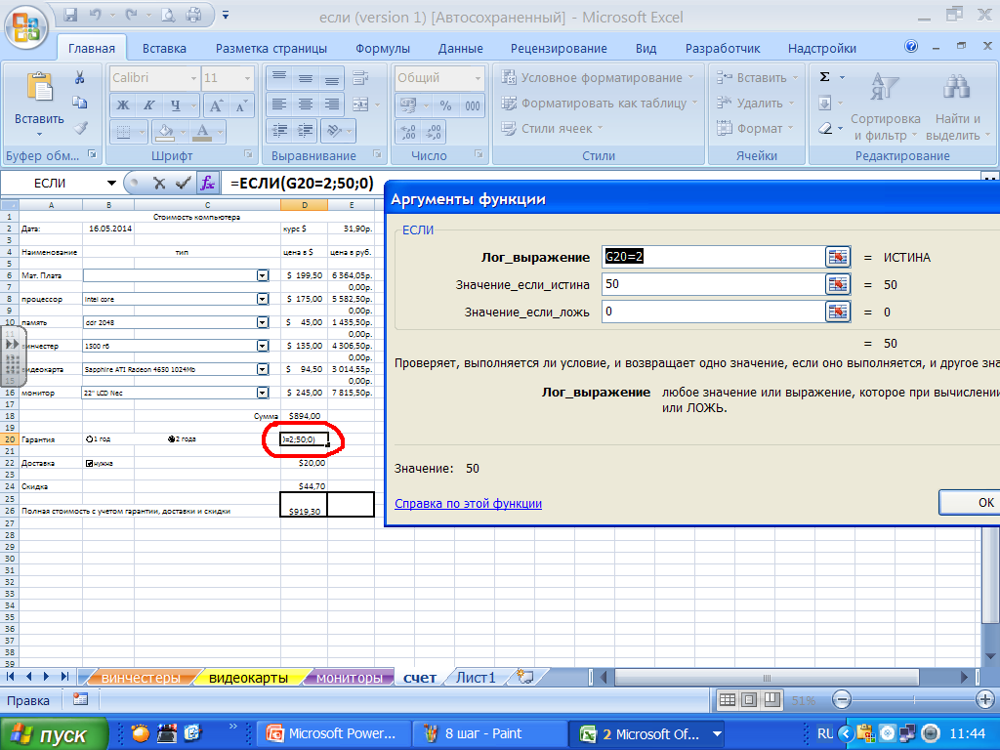 если (version 1) [Автосохраненный] - Microsoft Excel
Главная Вставка Разметка страницы Формулы Данные Рецензирование Вид Разработчик Надстройки
Calibri 11 Общий
Вставить
Ж К Ч
% 000
Условное форматирование
Форматировать как таблицу
Стили ячеек
Вставить
Удалить
Формат
Σ
Сортировка и фильтр
Найти и выделить
Буфер обм... Шрифт Выравнивание Число Стили Ячейки Редактирование
ЕСЛИ fx =ЕСЛИ(G20=2;50;0)
A B C D E
1 Стоимость компьютера
2 Дата: 16.05.2014 курс $ 31,90р.
3
4 Наименование тип цена в $ цена в руб.
5
6 Мат. Плата $ 199,50 6 364,05р.
7 0,00р.
8 процессор intel core $ 175,00 5 582,50р.
9 0,00р.
10 память ddr 2048 $ 45,00 1 435,50р.
11 0,00р.
винчестер 1500 гб $ 135,00 4 306,50р.
0,00р.
видеокарта Sapphire ATI Radeon 4650 1024Mb $ 94,50 3 014,55р.
15 0,00р.
16 монитор 22" LCD Nec $ 245,00 7 815,50р.
17
18 Сумма $894,00
19
20 Гарантия 1 год 2 года )=2;50;0)
21
22 Доставка нужна $20,00
23
24 Скидка $44,70
25
26 Полная стоимость с учетом гарантии, доставки и скидки $919,30
27
28
29
30
31
32
33
34
35
36
37
38
39
Аргументы функции
ЕСЛИ
Лог_выражение G20=2 = ИСТИНА
Значение_если_истина 50 = 50
Значение_если_ложь 0 = 0
= 50
Проверяет, выполняется ли условие, и возвращает одно значение, если оно выполняется, и другое зна
Лог_выражение любое значение или выражение, которое при вычислени
или ЛОЖЬ.
Значение: 50
Справка по этой функции OK
винчестеры видеокарты мониторы счет Лист1
Правка 51%
пуск Microsoft Power... 8 шаг - Paint 2 Microsoft Of... RU 11:44